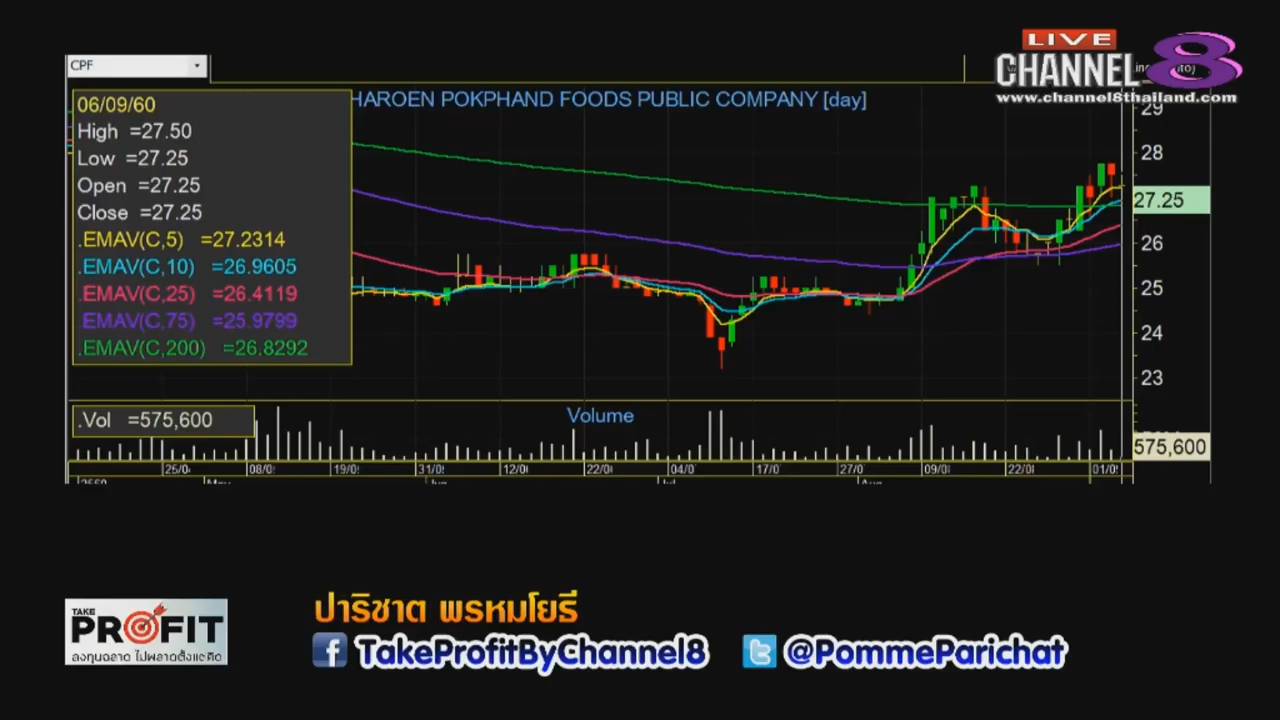 CPF
LIVE
CHANNEL 8
www.channel8thailand.com
HAROEN POKPHAND FOODS PUBLIC COMPANY [day]
06/09/60
High =27.50
Low =27.25
Open =27.25
Close =27.25
.EMAV(C,5) =27.2314
.EMAV(C,10) =26.9605
.EMAV(C,25) =26.4119
.EMAV(C,75) =25.9799
.EMAV(C,200) =26.8292
29
28
27.25
26
25
24
23
.Vol =575,600
Volume
575,600
25/0 08/0 19/0 31/0 12/0 22/0 04/0 17/0 27/0 09/0 22/0 01/0
2560 May Jun Jul Aug
TAKE
PROFIT
ลงทุนฉลาด ไม่พลาดตั้งแต่คิด
ปาริชาต พรหมโยธี
TakeProfitByChannel8
@PommeParichat